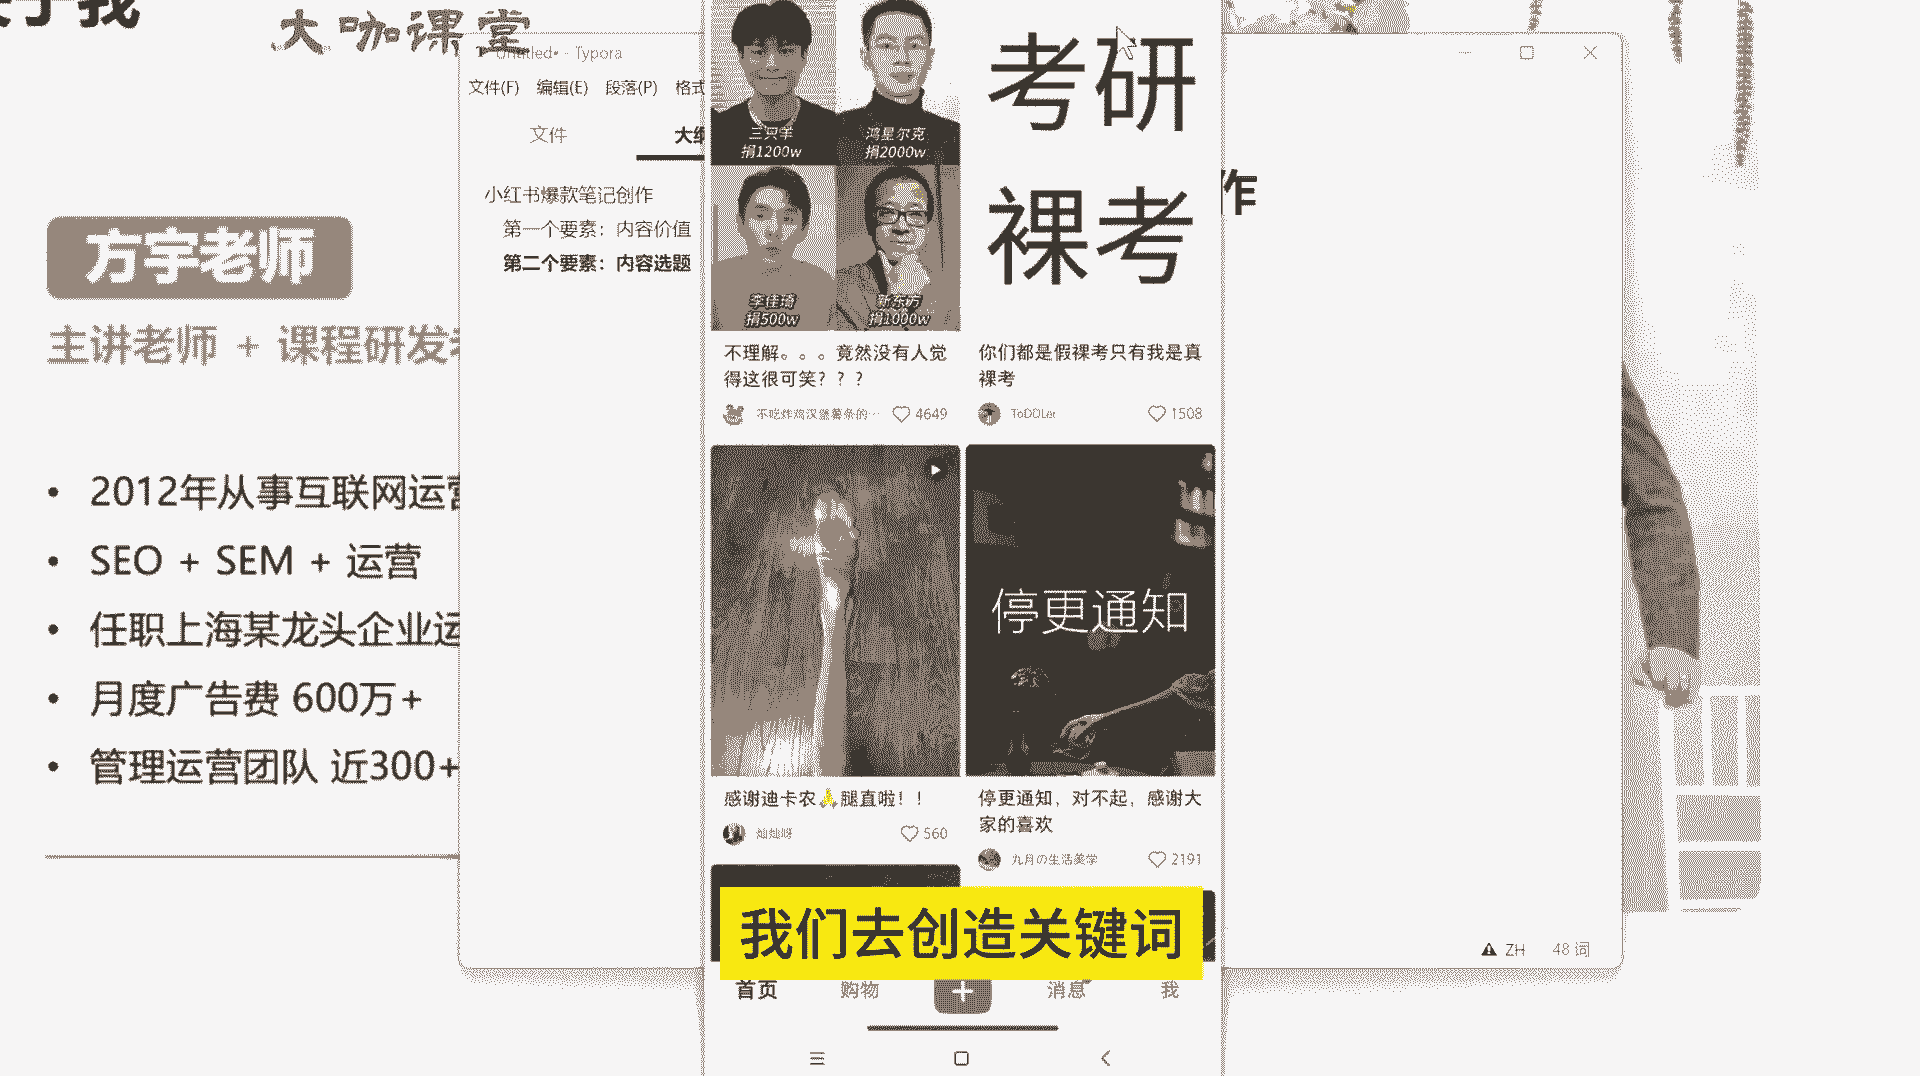 大咖课堂
方宇老师
主讲老师 + 课程研发
• 2012年从事互联网运营
• SEO + SEM + 运营
• 任职上海某龙头企业运
• 月度广告费 600万+
• 管理运营团队 近300+
Untitled• - Typora
文件(F) 编辑(E) 段落(P) 格式
文件
大纲
小红书爆款笔记创作
第一个要素：内容价值
第二个要素：内容选题
作
三只羊
捐1200w
鸿星尔克
捐2000w
李佳琦
捐500w
新东方
捐1000w
不理解。。。竟然没有人觉
得这很可笑？？？
不吃炸鸡汉堡薯条的…
4649
考研
裸考
你们都是假裸考只有我是真
裸考
ToDOLer
1508
感谢迪卡农🙏腿直啦！！
灿灿呀
560
停更通知
停更通知，对不起，感谢大
家的喜欢
九月の生活美学
2191
我们去创造关键词
首页 购物 消息 我
ZH 48 词